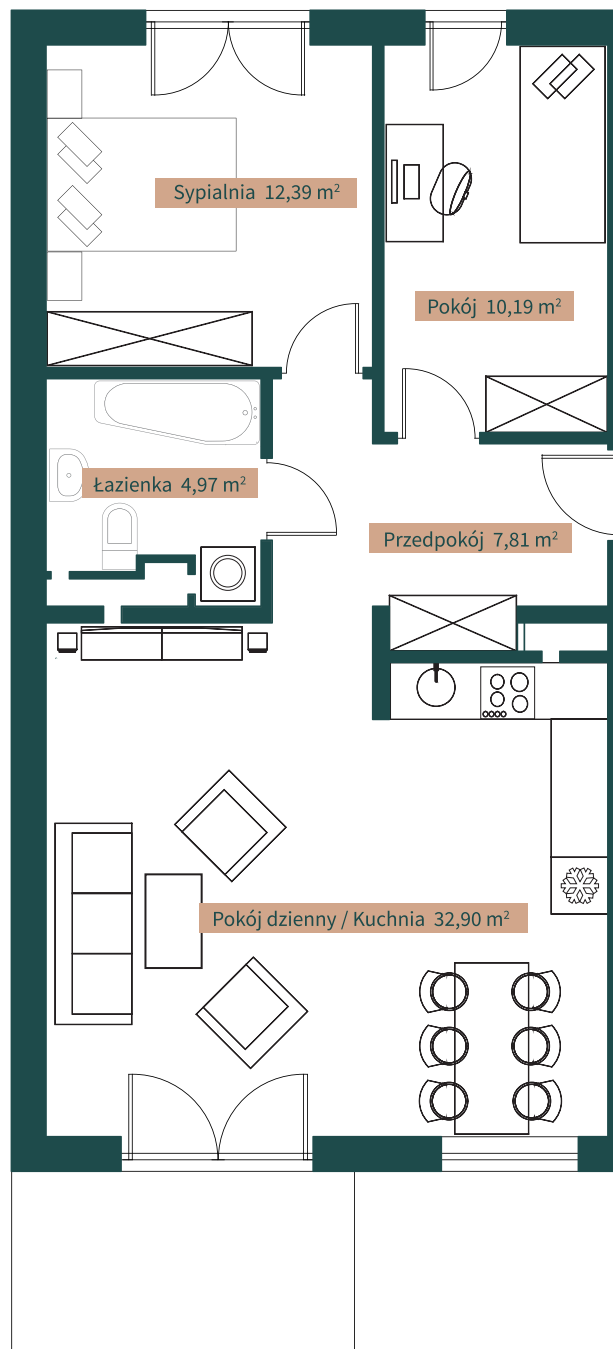 Sypialnia 12,39 m²
Pokój 10,19 m²
Łazienka 4,97 m²
Przedpokój 7,81 m²
Pokój dzienny / Kuchnia 32,90 m²